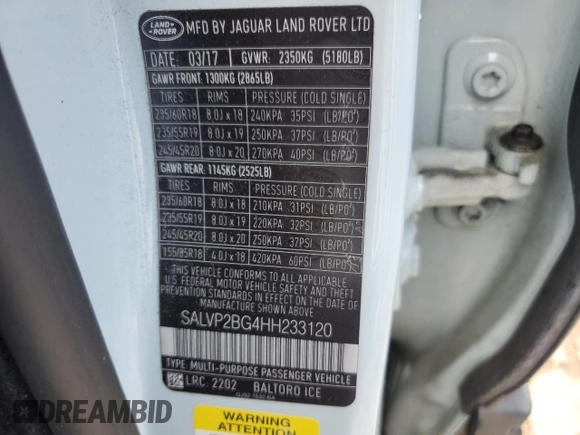 LAND
ROVER
MFD BY JAGUAR LAND ROVER LTD
DATE: 03/17 GVWR: 2350KG (5180LB)
GAWR FRONT: 1300KG (2865LB)
TIRES RIMS PRESSURE (COLD SINGLE)
235/60R18 8.0J x 18 240KPA 35PSI (LB/PO²)
235/55R19 8.0J x 19 250KPA 37PSI (LB/PO²)
245/45R20 8.0J x 20 270KPA 40PSI (LB/PO²)
GAWR REAR: 1145KG (2525LB)
TIRES RIMS PRESSURE (COLD SINGLE)
235/60R18 8.0J x 18 210KPA 31PSI (LB/PO²)
235/55R19 8.0J x 19 220KPA 32PSI (LB/PO²)
245/45R20 8.0J x 20 250KPA 37PSI (LB/PO²)
155/85R18 4.0J x 18 420KPA 60PSI (LB/PO²)
THIS VEHICLE CONFORMS TO ALL APPLICABLE
U.S. FEDERAL MOTOR VEHICLE SAFETY AND THEFT
PREVENTION STANDARDS IN EFFECT ON THE DATE OF
MANUFACTURE SHOWN ABOVE.
SALVP2BG4HH233120
TYPE: MULTI-PURPOSE PASSENGER VEHICLE
LRC: 2202 BALTORO ICE
WARNING
ATTENTION
DREAMBID